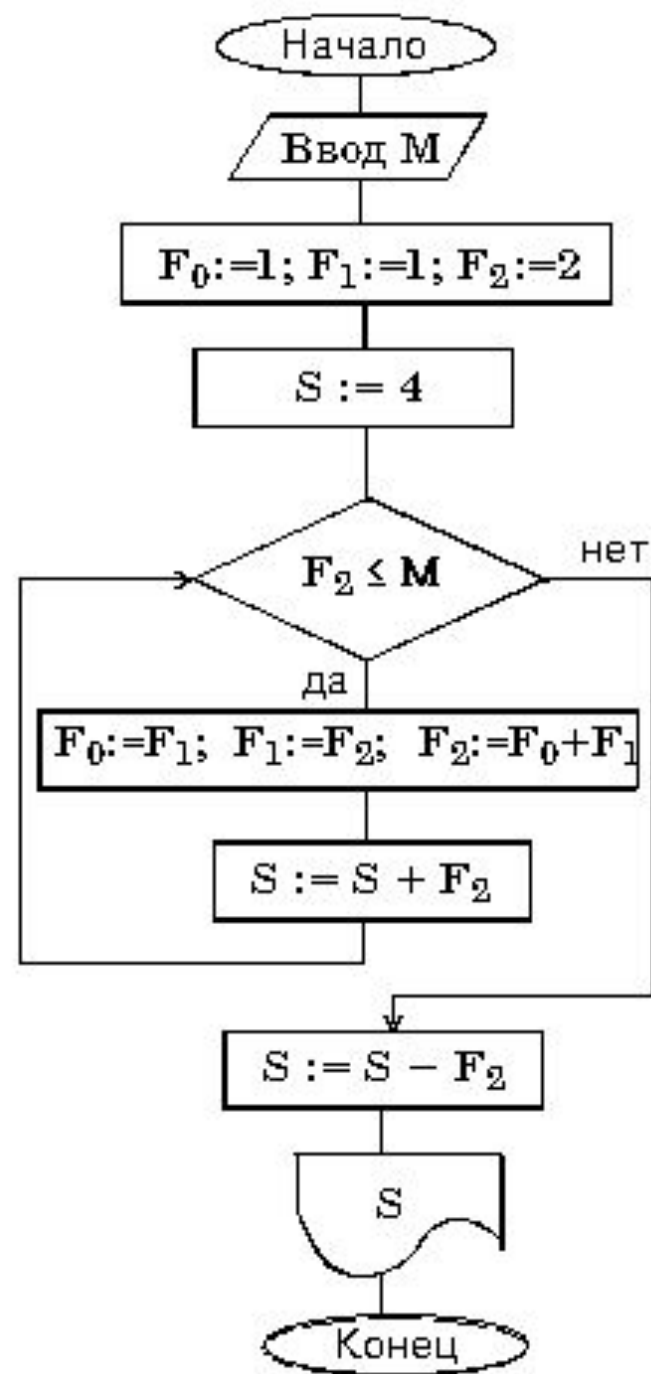 Начало
Ввод M
F₀:=1; F₁:=1; F₂:=2
S := 4
F₂ ≤ M
нет
да
F₀:=F₁; F₁:=F₂; F₂:=F₀+F₁
S := S + F₂
S := S − F₂
S
Конец